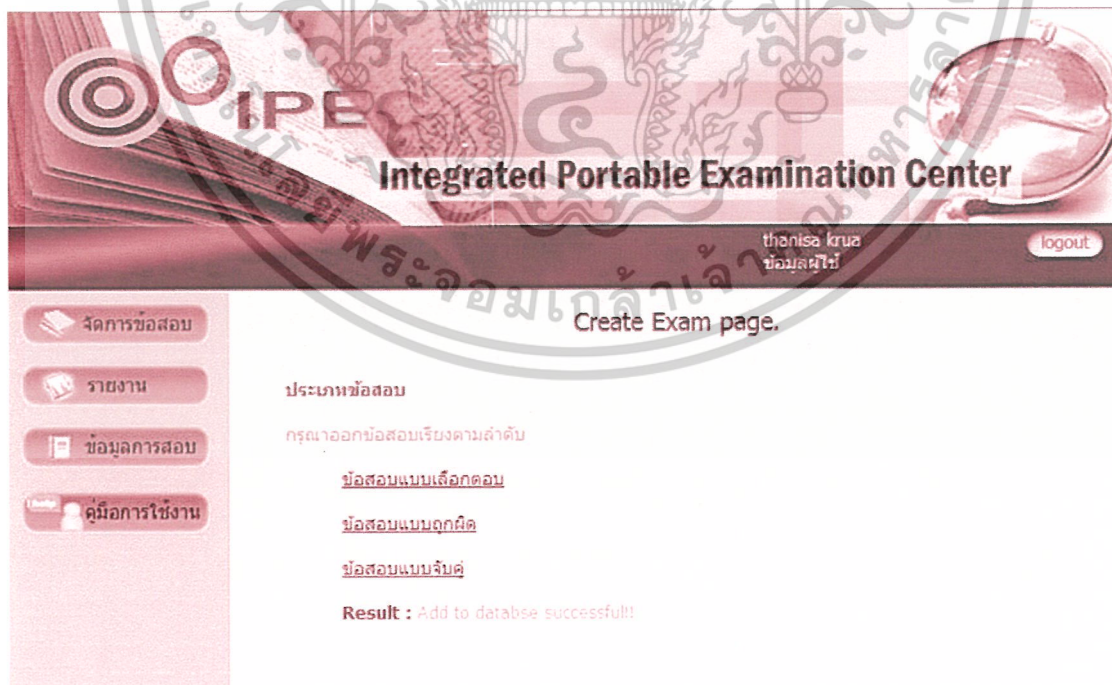 IPEC
Integrated Portable Examination Center
thanisa krua
ข้อมูลผู้ใช้
logout
จัดการข้อสอบ
รายงาน
ข้อมูลการสอบ
คู่มือการใช้งาน
Create Exam page.
ประเภทข้อสอบ
กรุณาออกข้อสอบเรียงตามลำดับ
ข้อสอบแบบเลือกตอบ
ข้อสอบแบบถูกผิด
ข้อสอบแบบจับคู่
Result : Add to databse successful!!